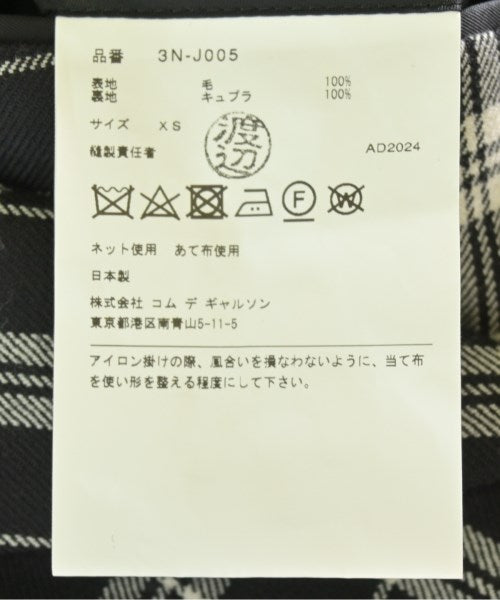 品番 3N-J005
表地 毛 100%
裏地 キュプラ 100%
サイズ XS
渡辺
縫製責任者 AD2024
F W
ネット使用 あて布使用
日本製
株式会社 コム デ ギャルソン
東京都港区南青山5-11-5
アイロン掛けの際、風合いを損なわないように、当て布
を使い形を整える程度にして下さい。